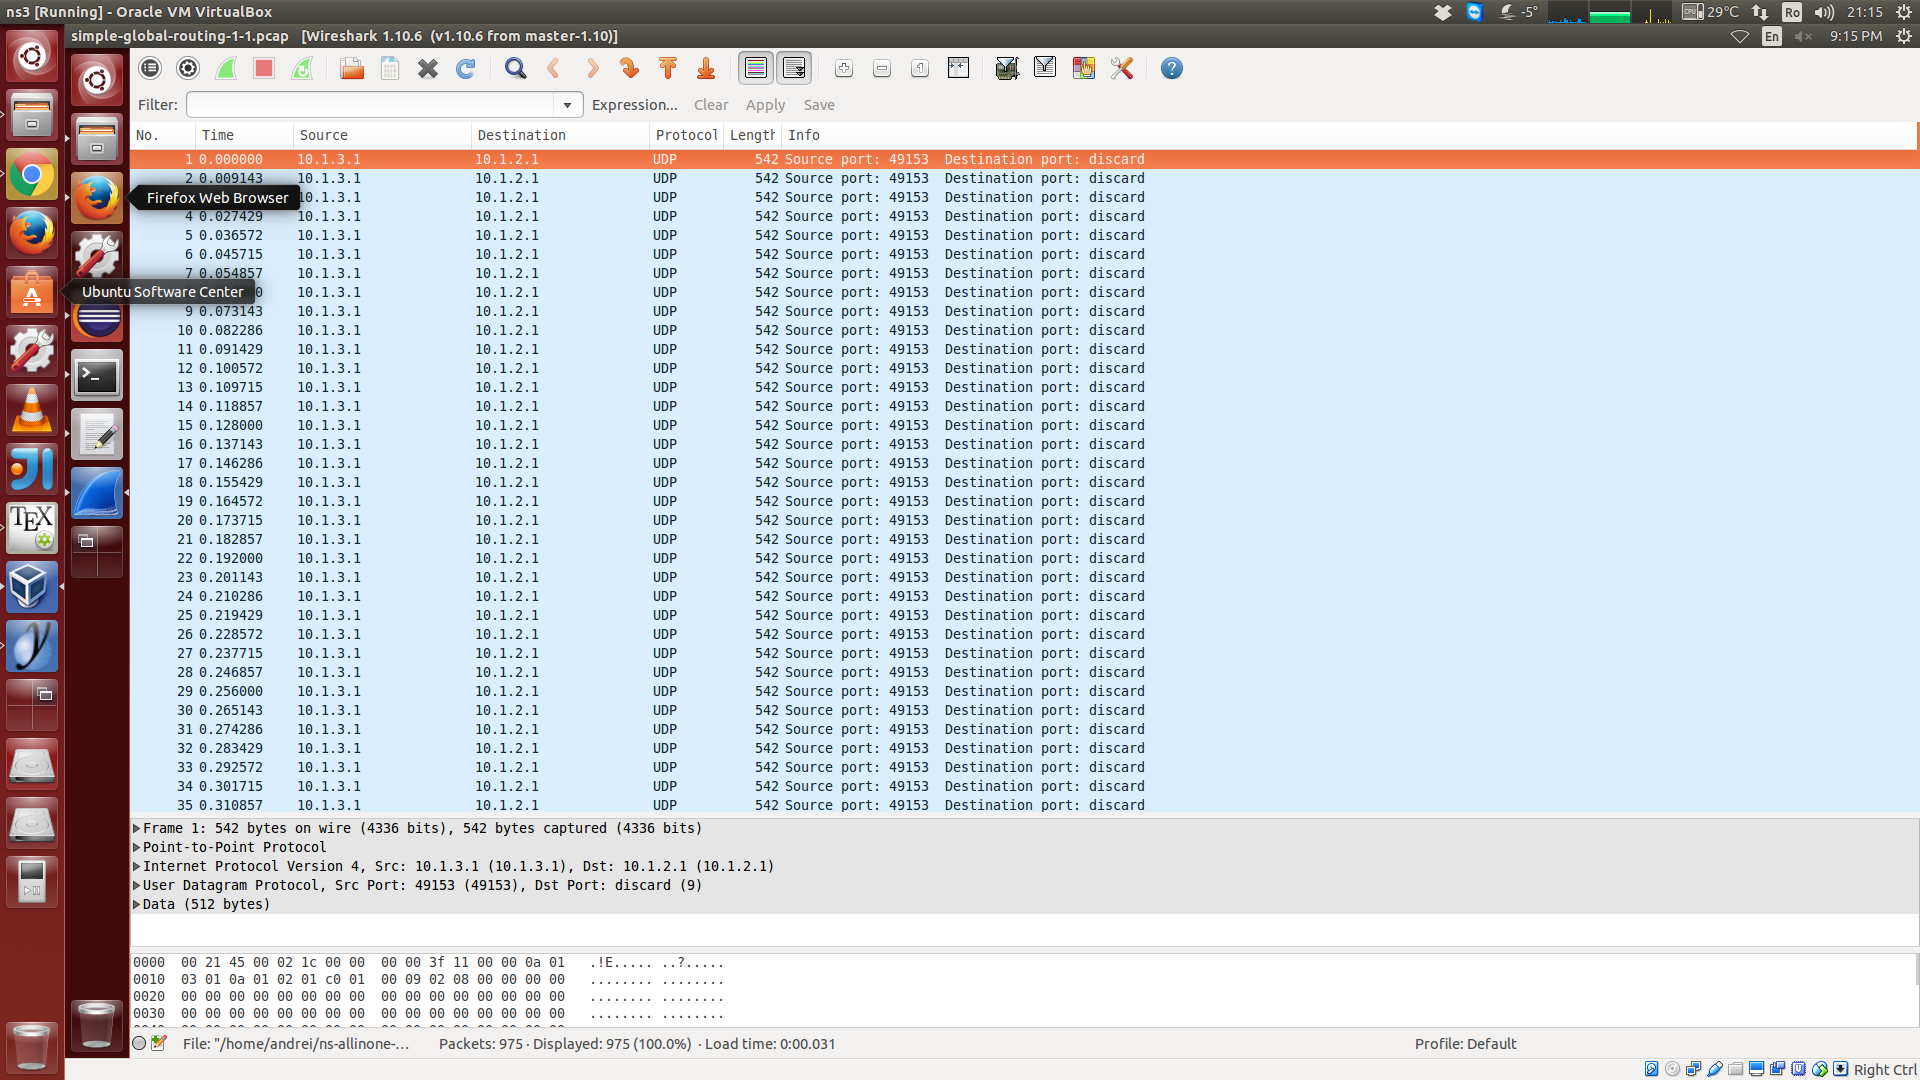 ns3 [Running] - Oracle VM VirtualBox
-5°
29°C
Ro
21:15
simple-global-routing-1-1.pcap [Wireshark 1.10.6 (v1.10.6 from master-1.10)]
En
9:15 PM
Filter:
Expression...
Clear
Apply
Save
No. Time Source Destination Protocol Length Info
1 0.000000 10.1.3.1 10.1.2.1 UDP 542 Source port: 49153 Destination port: discard
2 0.009143 10.1.3.1 10.1.2.1 UDP 542 Source port: 49153 Destination port: discard
Firefox Web Browser
10.1.3.1 10.1.2.1 UDP 542 Source port: 49153 Destination port: discard
4 0.027429 10.1.3.1 10.1.2.1 UDP 542 Source port: 49153 Destination port: discard
5 0.036572 10.1.3.1 10.1.2.1 UDP 542 Source port: 49153 Destination port: discard
6 0.045715 10.1.3.1 10.1.2.1 UDP 542 Source port: 49153 Destination port: discard
7 0.054857 10.1.3.1 10.1.2.1 UDP 542 Source port: 49153 Destination port: discard
Ubuntu Software Center
0 10.1.3.1 10.1.2.1 UDP 542 Source port: 49153 Destination port: discard
9 0.073143 10.1.3.1 10.1.2.1 UDP 542 Source port: 49153 Destination port: discard
10 0.082286 10.1.3.1 10.1.2.1 UDP 542 Source port: 49153 Destination port: discard
11 0.091429 10.1.3.1 10.1.2.1 UDP 542 Source port: 49153 Destination port: discard
12 0.100572 10.1.3.1 10.1.2.1 UDP 542 Source port: 49153 Destination port: discard
13 0.109715 10.1.3.1 10.1.2.1 UDP 542 Source port: 49153 Destination port: discard
14 0.118857 10.1.3.1 10.1.2.1 UDP 542 Source port: 49153 Destination port: discard
15 0.128000 10.1.3.1 10.1.2.1 UDP 542 Source port: 49153 Destination port: discard
16 0.137143 10.1.3.1 10.1.2.1 UDP 542 Source port: 49153 Destination port: discard
17 0.146286 10.1.3.1 10.1.2.1 UDP 542 Source port: 49153 Destination port: discard
18 0.155429 10.1.3.1 10.1.2.1 UDP 542 Source port: 49153 Destination port: discard
19 0.164572 10.1.3.1 10.1.2.1 UDP 542 Source port: 49153 Destination port: discard
20 0.173715 10.1.3.1 10.1.2.1 UDP 542 Source port: 49153 Destination port: discard
21 0.182857 10.1.3.1 10.1.2.1 UDP 542 Source port: 49153 Destination port: discard
22 0.192000 10.1.3.1 10.1.2.1 UDP 542 Source port: 49153 Destination port: discard
23 0.201143 10.1.3.1 10.1.2.1 UDP 542 Source port: 49153 Destination port: discard
24 0.210286 10.1.3.1 10.1.2.1 UDP 542 Source port: 49153 Destination port: discard
25 0.219429 10.1.3.1 10.1.2.1 UDP 542 Source port: 49153 Destination port: discard
26 0.228572 10.1.3.1 10.1.2.1 UDP 542 Source port: 49153 Destination port: discard
27 0.237715 10.1.3.1 10.1.2.1 UDP 542 Source port: 49153 Destination port: discard
28 0.246857 10.1.3.1 10.1.2.1 UDP 542 Source port: 49153 Destination port: discard
29 0.256000 10.1.3.1 10.1.2.1 UDP 542 Source port: 49153 Destination port: discard
30 0.265143 10.1.3.1 10.1.2.1 UDP 542 Source port: 49153 Destination port: discard
31 0.274286 10.1.3.1 10.1.2.1 UDP 542 Source port: 49153 Destination port: discard
32 0.283429 10.1.3.1 10.1.2.1 UDP 542 Source port: 49153 Destination port: discard
33 0.292572 10.1.3.1 10.1.2.1 UDP 542 Source port: 49153 Destination port: discard
34 0.301715 10.1.3.1 10.1.2.1 UDP 542 Source port: 49153 Destination port: discard
35 0.310857 10.1.3.1 10.1.2.1 UDP 542 Source port: 49153 Destination port: discard
TEX
Frame 1: 542 bytes on wire (4336 bits), 542 bytes captured (4336 bits)
Point-to-Point Protocol
Internet Protocol Version 4, Src: 10.1.3.1 (10.1.3.1), Dst: 10.1.2.1 (10.1.2.1)
User Datagram Protocol, Src Port: 49153 (49153), Dst Port: discard (9)
Data (512 bytes)
0000 00 21 45 00 02 1c 00 00 00 00 3f 11 00 00 0a 01 .!E..... ..?.....
0010 03 01 0a 01 02 01 c0 01 00 09 02 08 00 00 00 00 ........ ........
0020 00 00 00 00 00 00 00 00 00 00 00 00 00 00 00 00 ........ ........
0030 00 00 00 00 00 00 00 00 00 00 00 00 00 00 00 00 ........ ........
File: "/home/andrei/ns-allinone-... Packets: 975 · Displayed: 975 (100.0%) · Load time: 0:00.031 Profile: Default
Right Ctrl